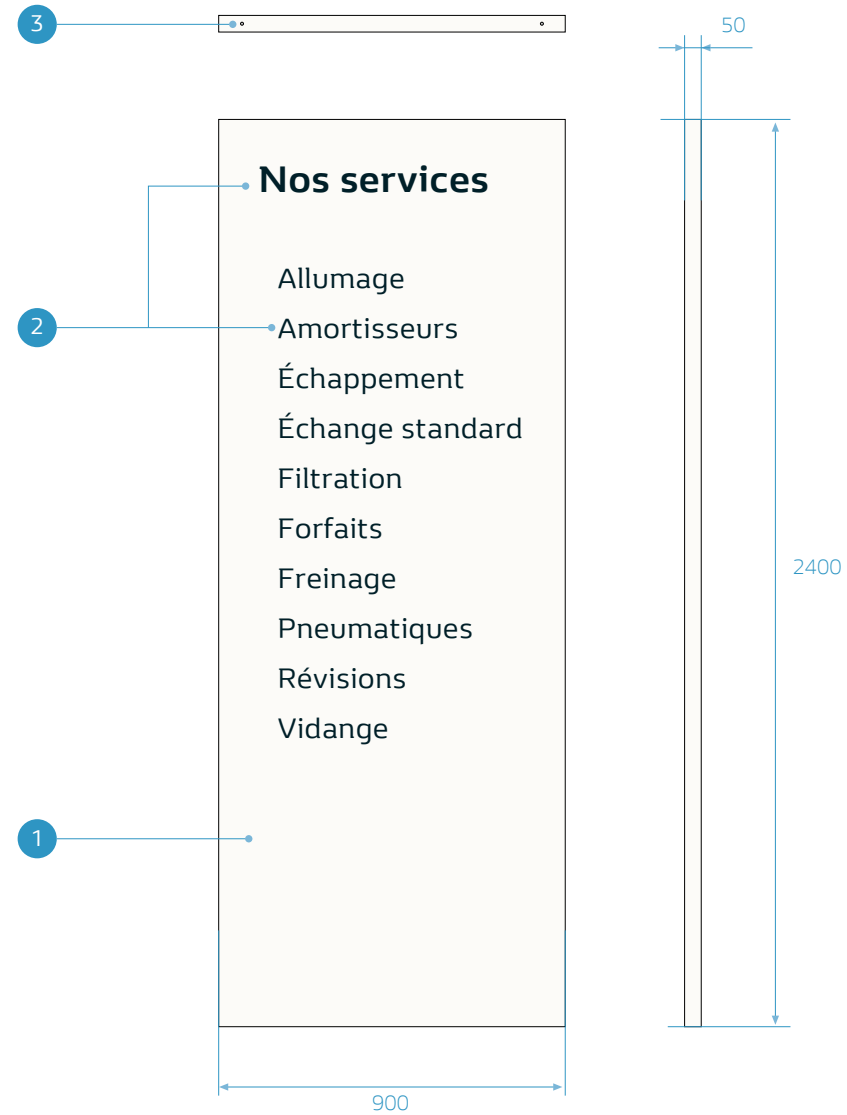 3
50
Nos services
Allumage
2
Amortisseurs
Échappement
Échange standard
Filtration
Forfaits
2400
Freinage
Pneumatiques
Révisions
Vidange
1
900